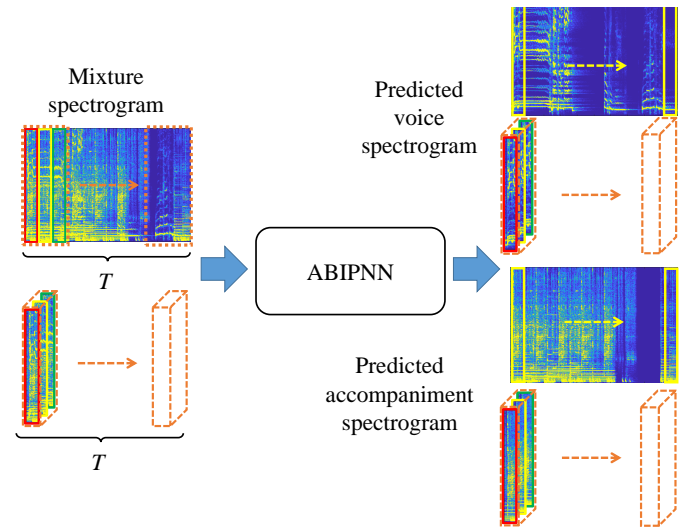 Mixture
spectrogram
T
T
ABIPNN
Predicted
voice
spectrogram
Predicted
accompaniment
spectrogram